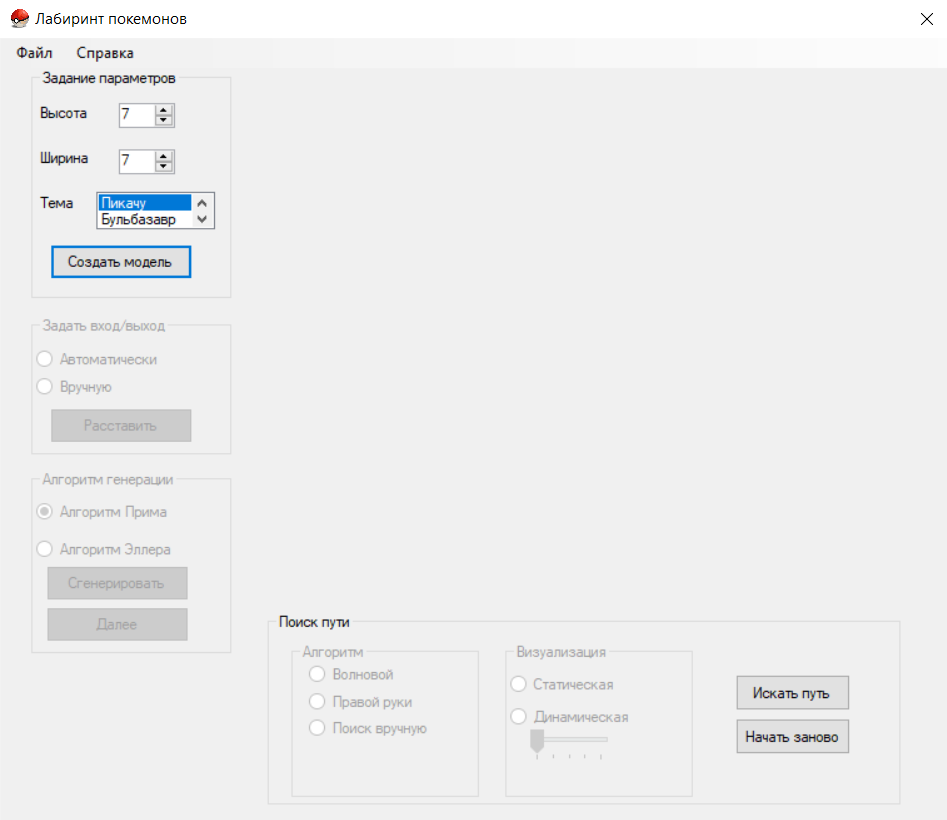 Лабиринт покемонов
Файл Справка
Задание параметров
Высота 7
Ширина 7
Тема Пикачу
Бульбазавр
Создать модель
Задать вход/выход
Автоматически
Вручную
Расставить
Алгоритм генерации
Алгоритм Прима
Алгоритм Эллера
Сгенерировать
Далее
Поиск пути
Алгоритм
Волновой
Правой руки
Поиск вручную
Визуализация
Статическая
Динамическая
Искать путь
Начать заново